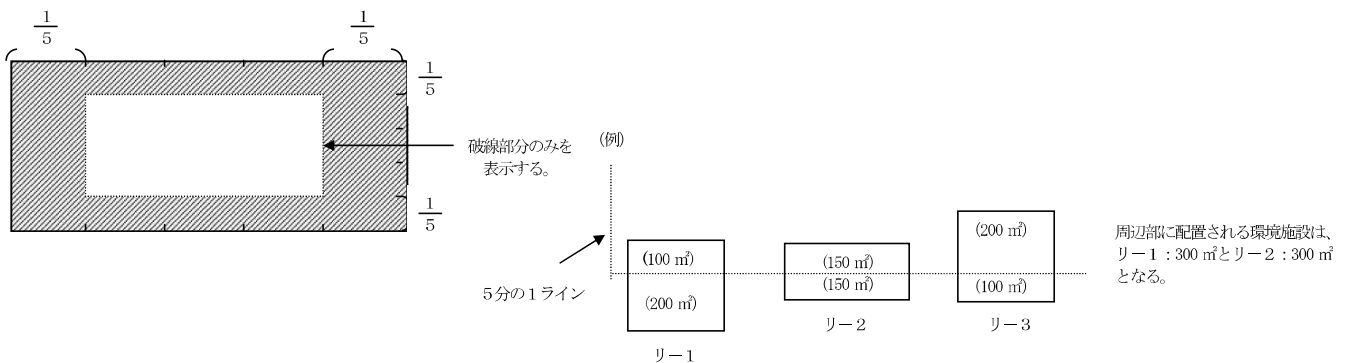 1
5
1
5
1
5
破線部分のみを
表示する。
1
5
(例)
5分の1ライン
(100 ㎡)
(200 ㎡)
リー1
(150 ㎡)
(150 ㎡)
リー2
(200 ㎡)
(100 ㎡)
リー3
周辺部に配置される環境施設は、
リー1:300 ㎡とリー2:300 ㎡
となる。